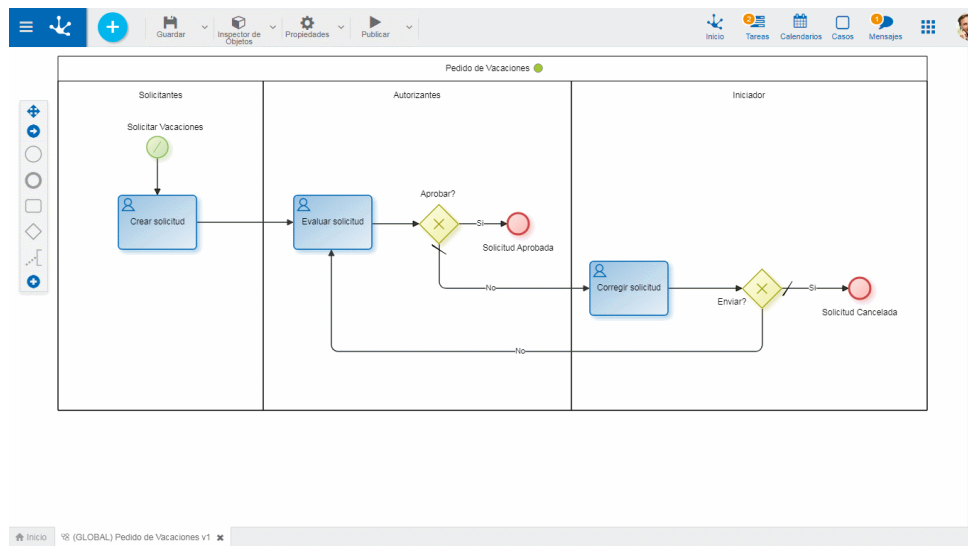 Guardar
Inspector de
Objetos
Propiedades
Publicar
Inicio
2
Tareas
Calendarios
Casos
1
Mensajes
Pedido de Vacaciones
Solicitantes
Autorizantes
Iniciador
Solicitar Vacaciones
Crear solicitud
Evaluar solicitud
Aprobar?
Si
Solicitud Aprobada
No
Corregir solicitud
Enviar?
Si
Solicitud Cancelada
No
Inicio
(GLOBAL) Pedido de Vacaciones v1